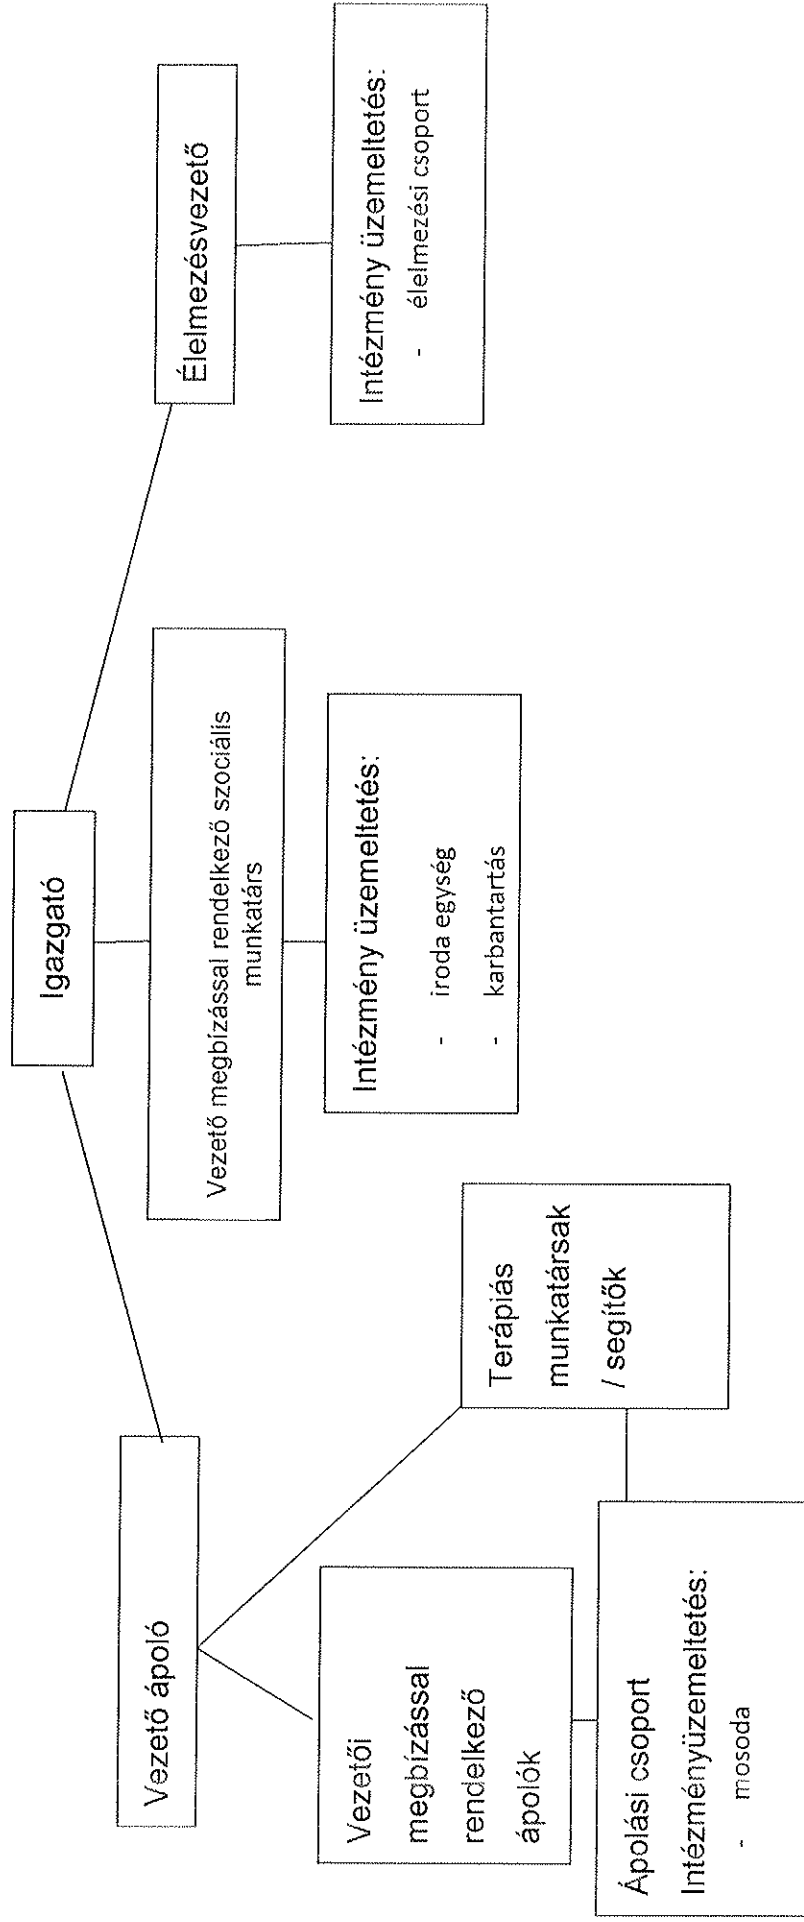 Igazgató
Vezető ápoló
Vezető megbízással rendelkező szociális
munkatárs
Élelmezésvezető
Vezetői
megbízással
rendelkező
ápolók
Terápiás
munkatársak
/ segítők
Ápolási csoport
Intézményüzemeltetés:
- mosoda
Intézmény üzemeltetés:
- iroda egység
- karbantartás
Intézmény üzemeltetés:
- élelmezési csoport